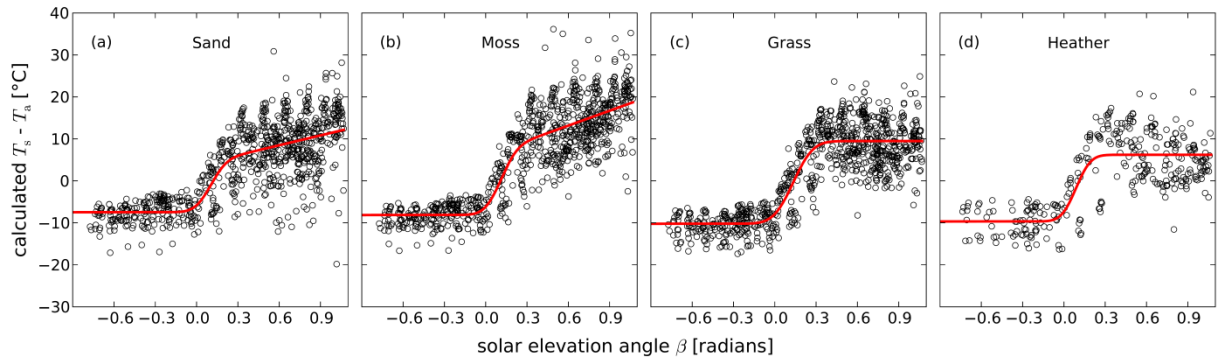 40
30
20
10
0
−10
−20
−30
calculated Ts - Ta [°C]
(a) Sand
(b) Moss
(c) Grass
(d) Heather
−0.6 −0.3 0.0 0.3 0.6 0.9
−0.6 −0.3 0.0 0.3 0.6 0.9
−0.6 −0.3 0.0 0.3 0.6 0.9
−0.6 −0.3 0.0 0.3 0.6 0.9
solar elevation angle β [radians]